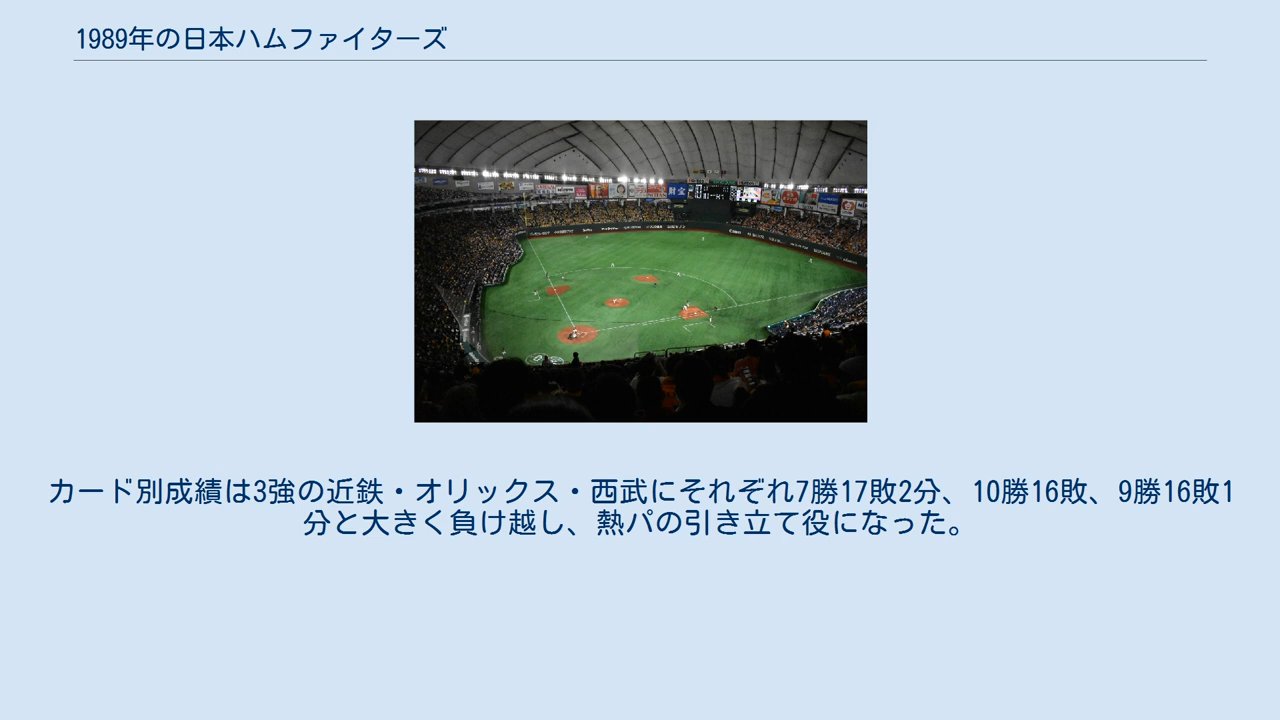 1989年の日本ハムファイターズ
財宝
カード別成績は3強の近鉄・オリックス・西武にそれぞれ7勝17敗2分、10勝16敗、9勝16敗1
分と大きく負け越し、熱パの引き立て役になった。